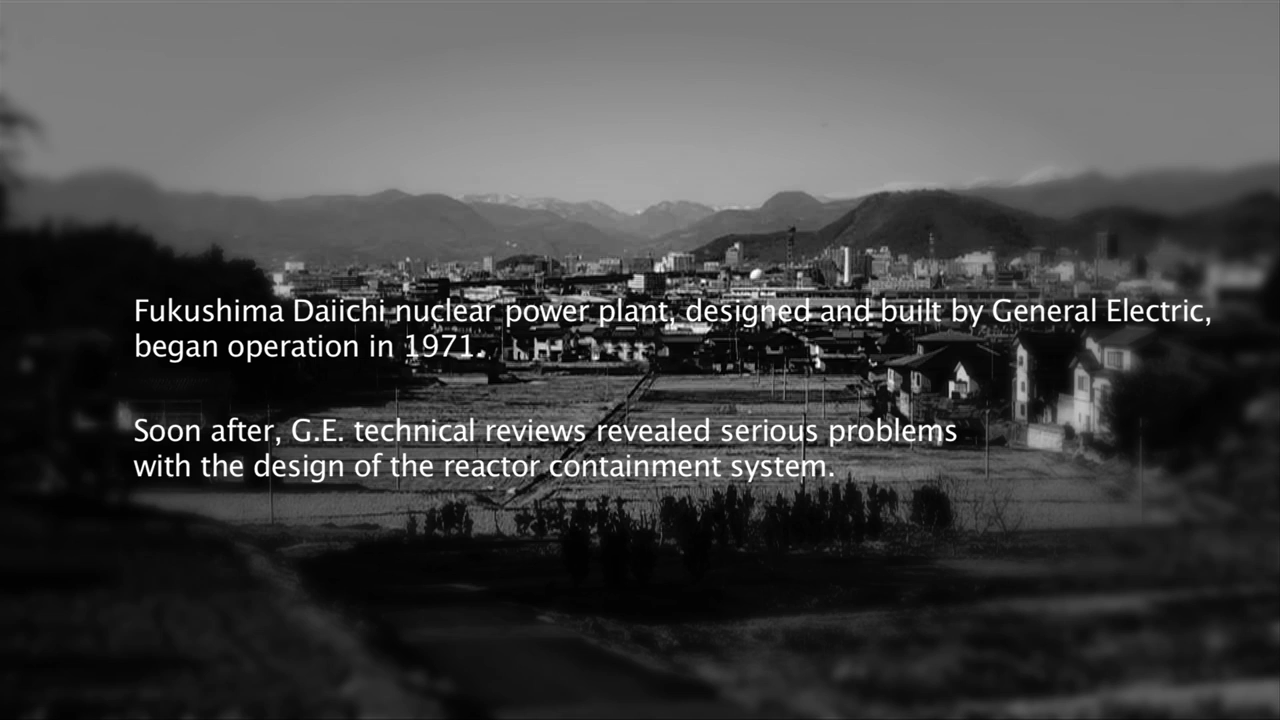 Fukushima Daiichi nuclear power plant, designed and built by General Electric,
began operation in 1971.
Soon after, G.E. technical reviews revealed serious problems
with the design of the reactor containment system.